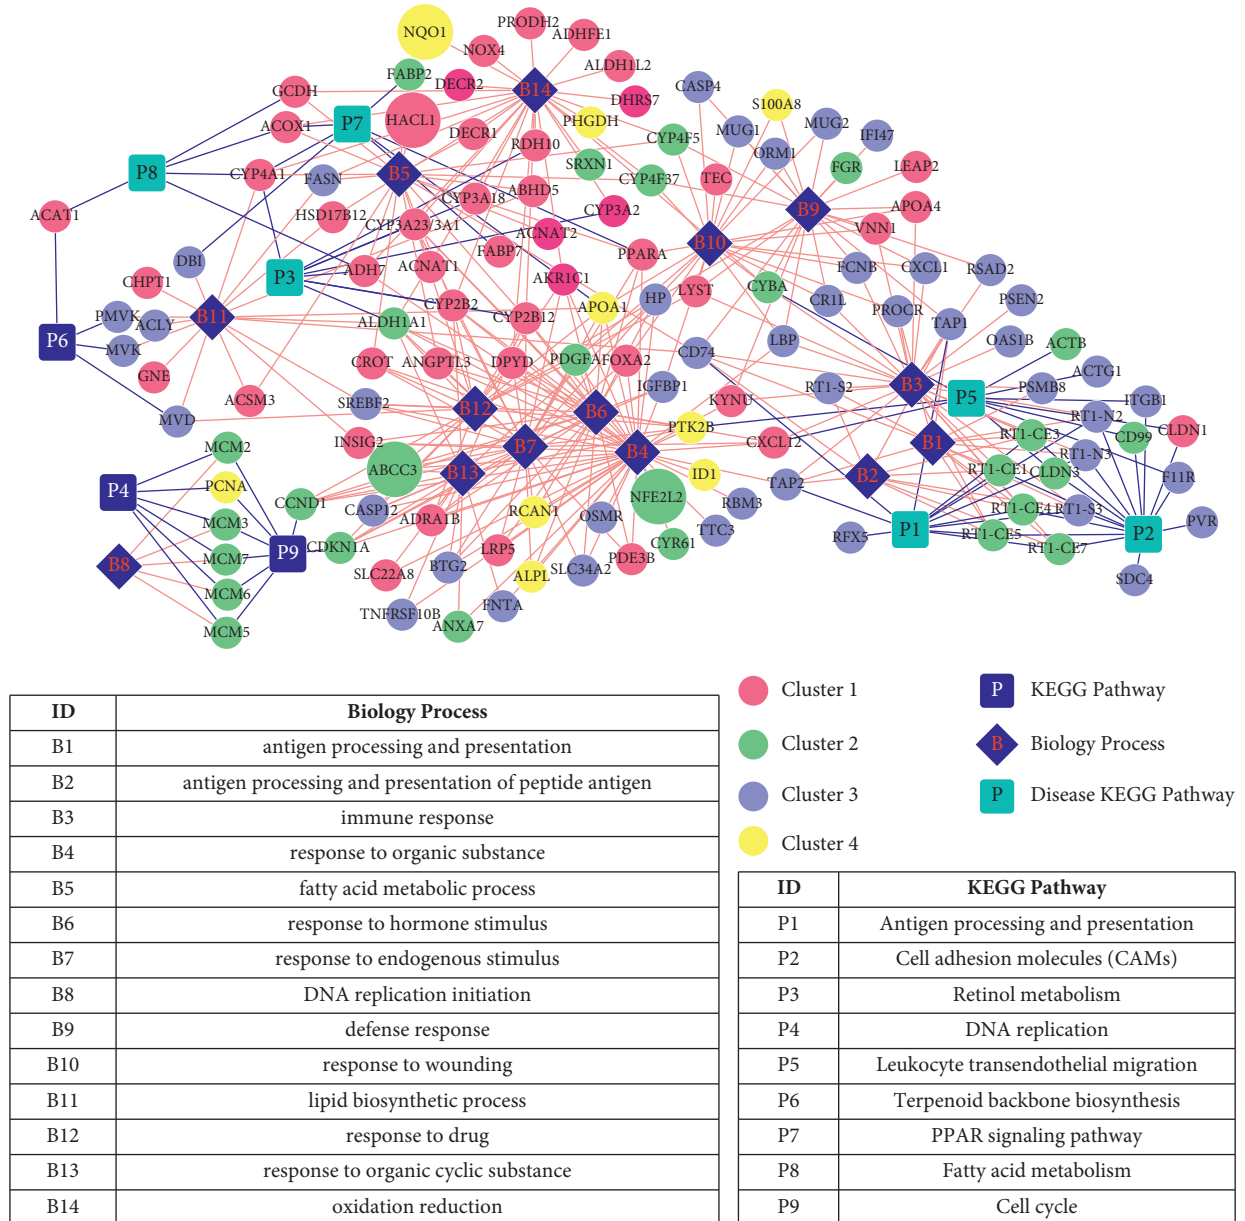 NQO1
PRODH2
ADHFE1
NOX4
ALDH1L2
FABP2
DECR2
B14
CASP4
GCDH
DHRS7
S100A8
HACL1
PHGDH
MUG1
MUG2
IFI47
ACOX1
P7
DECR1
RDH10
CYP4F5
ORM1
P8
CYP4A1
FASN
B5
SRXN1
CYP4F37
TEC
FGR
LEAP2
ABHD5
CYP3A18
ACAT1
HSD17B12
CYP3A23/3A1
CYP3A2
B9
APOA4
ACNAT2
VNN1
B10
FABP7
PPARA
DBI
ADH7
ACNAT1
FCNB
CXCL1
RSAD2
CHPT1
P3
AKR1C1
LYST
CYBA
CYP2B2
APOA1
HP
CR1L
PROCR
PSEN2
PMVK
ACLY
B11
ALDH1A1
CYP2B12
TAP1
P6
MVK
CD74
LBP
OAS1B
ACTB
GNE
CROT
ANGPTL3
DPYD
PDGFA
FOXA2
ACTG1
ACSM3
SREBF2
IGFBP1
RT1-S2
B3
P5
PSMB8
ITGB1
MVD
B12
B6
KYNU
RT1-N2
PTK2B
RT1-CE3
CD99
CLDN1
MCM2
INSIG2
B7
B4
CXCL12
B1
RT1-N3
ABCC3
B13
ID1
B2
RT1-CE1
CLDN3
F11R
P4
PCNA
TAP2
CCND1
NFE2L2
RBM3
CASP12
RCAN1
OSMR
RT1-CE4
RT1-S3
MCM3
ADRA1B
TTC3
P1
PVR
RFX5
RT1-CE5
P2
CDKN1A
CYR61
RT1-CE7
P9
LRP5
B8
MCM7
PDE3B
SLC22A8
BTG2
ALPL
SLC34A2
SDC4
MCM6
TNFRSF10B
FNTA
MCM5
ANXA7
Cluster 1
P
KEGG Pathway
Cluster 2
B
Biology Process
Cluster 3
P
Disease KEGG Pathway
Cluster 4
ID Biology Process
B1 antigen processing and presentation
B2 antigen processing and presentation of peptide antigen
B3 immune response
B4 response to organic substance
B5 fatty acid metabolic process
B6 response to hormone stimulus
B7 response to endogenous stimulus
B8 DNA replication initiation
B9 defense response
B10 response to wounding
B11 lipid biosynthetic process
B12 response to drug
B13 response to organic cyclic substance
B14 oxidation reduction
ID KEGG Pathway
P1 Antigen processing and presentation
P2 Cell adhesion molecules (CAMs)
P3 Retinol metabolism
P4 DNA replication
P5 Leukocyte transendothelial migration
P6 Terpenoid backbone biosynthesis
P7 PPAR signaling pathway
P8 Fatty acid metabolism
P9 Cell cycle